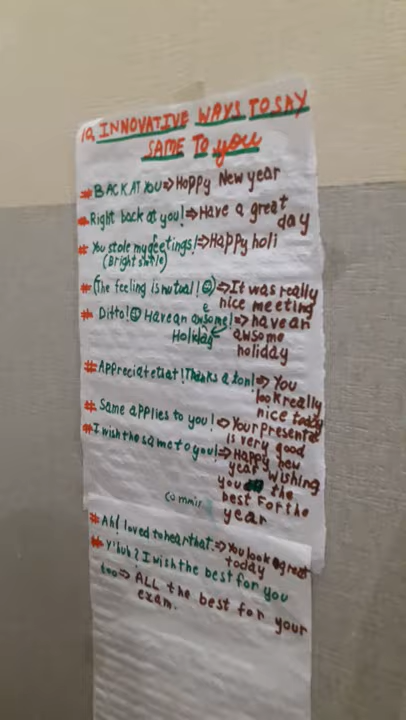 10, INNOVATIVE WAYS TO SAY
SAME TO you
# BACK AT YOU => Happy New year
# Right back at you! => Have a great
day
# You stole my geetings! => Happy holi
(Bright smile)
# (The feeling is mutual! ☺) => It was really
nice meeting
# Ditto! ☺ Have an awsome! => have an
Holiday awsome
holiday
# Appreciate that! Thanks a ton! => You
look really
nice today
# Same applies to you! => Your presente
is very good
# I wish the same to you! => Happy new
year wishing
you the
best For the
year
# Ah! loved to hear that. => You look great
today
# Y'hub? I wish the best for you
too => ALL the best for your
exam.